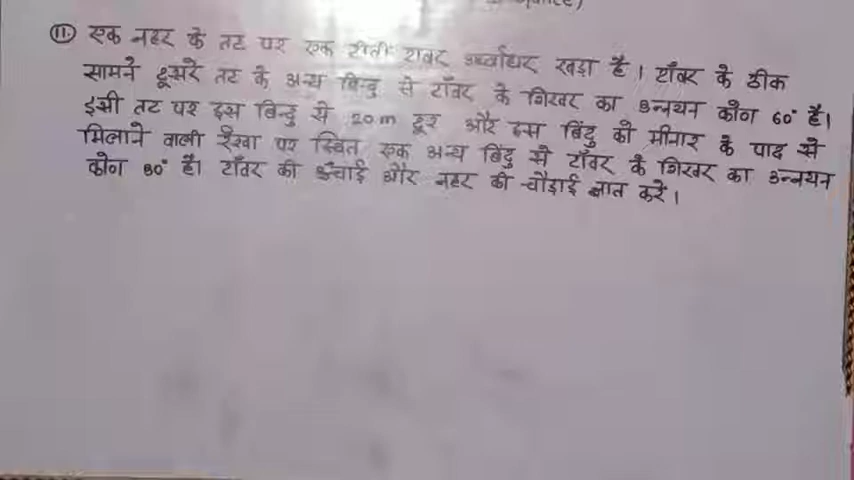 ⑪ एक नहर के तट पर एक टीवी टावर ऊर्ध्वाधर खड़ा है। टॉवर के ठीक
सामने दूसरे तट के अन्य बिन्दु से टॉवर के शिखर का उन्नयन कोण 60° है।
इसी तट पर इस बिन्दु से 20m दूर और इस बिंदु को मीनार के पाद से
मिलाने वाली रेखा पर स्थित एक अन्य बिंदु से टॉवर के शिखर का उन्नयन
कोण 30° है। टॉवर की ऊँचाई और नहर की चौड़ाई ज्ञात करें।